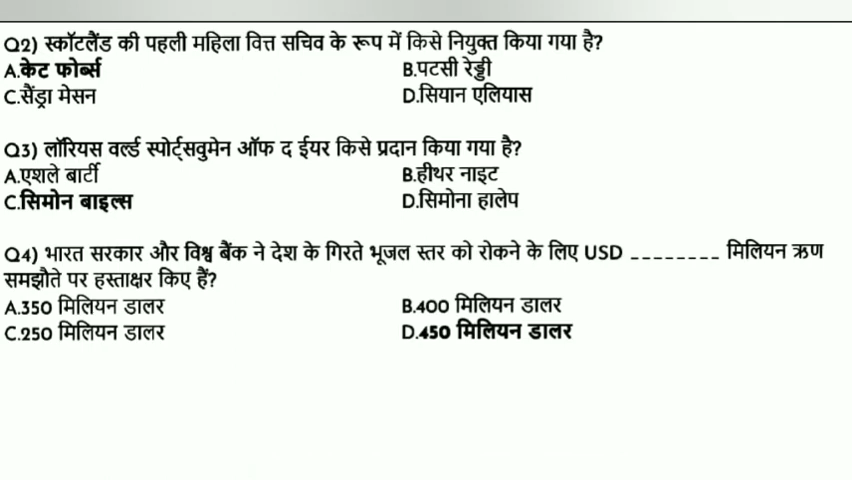 Q2) स्कॉटलैंड की पहली महिला वित्त सचिव के रूप में किसे नियुक्त किया गया है?
A.केट फोर्ब्स B.पटसी रेड्डी
C.सैंड्रा मेसन D.सियान एलियास
Q3) लॉरियस वर्ल्ड स्पोर्ट्सवुमेन ऑफ द ईयर किसे प्रदान किया गया है?
A.एशले बार्टी B.हीथर नाइट
C.सिमोन बाइल्स D.सिमोना हालेप
Q4) भारत सरकार और विश्व बैंक ने देश के गिरते भूजल स्तर को रोकने के लिए USD ________ मिलियन ऋण
समझौते पर हस्ताक्षर किए हैं?
A.350 मिलियन डालर B.400 मिलियन डालर
C.250 मिलियन डालर D.450 मिलियन डालर